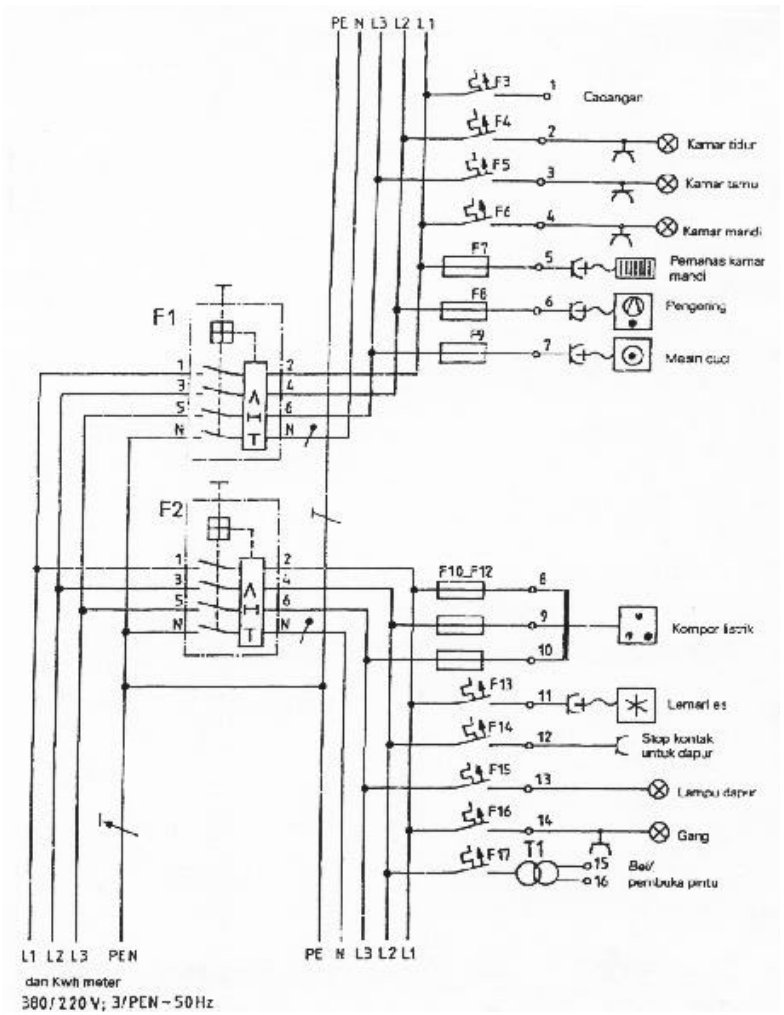 PE N L3 L2 L1
F3 1 Cadangan
F4 2 Kamar tidur
F5 3 Kamar tamu
F6 4 Kamar mandi
F7 5 Pemanas kamar
mandi
F8 6 Pengering
F9 7 Mesin cuci
F1
1 2
3 4
5 6
N N
F2
1 2
3 4
5 6
N N
F10_F12 8
9 Kompor listrik
10
F13 11 Lemari es
F14 12 Stop kontak
untuk dapur
F15 13 Lampu dapur
F16 14 Gang
F17 T1 15 Bel/
16 pembuka pintu
L1 L2 L3 PEN PE N L3 L2 L1
dan Kwh meter
380/220 V; 3/PEN ~ 50Hz